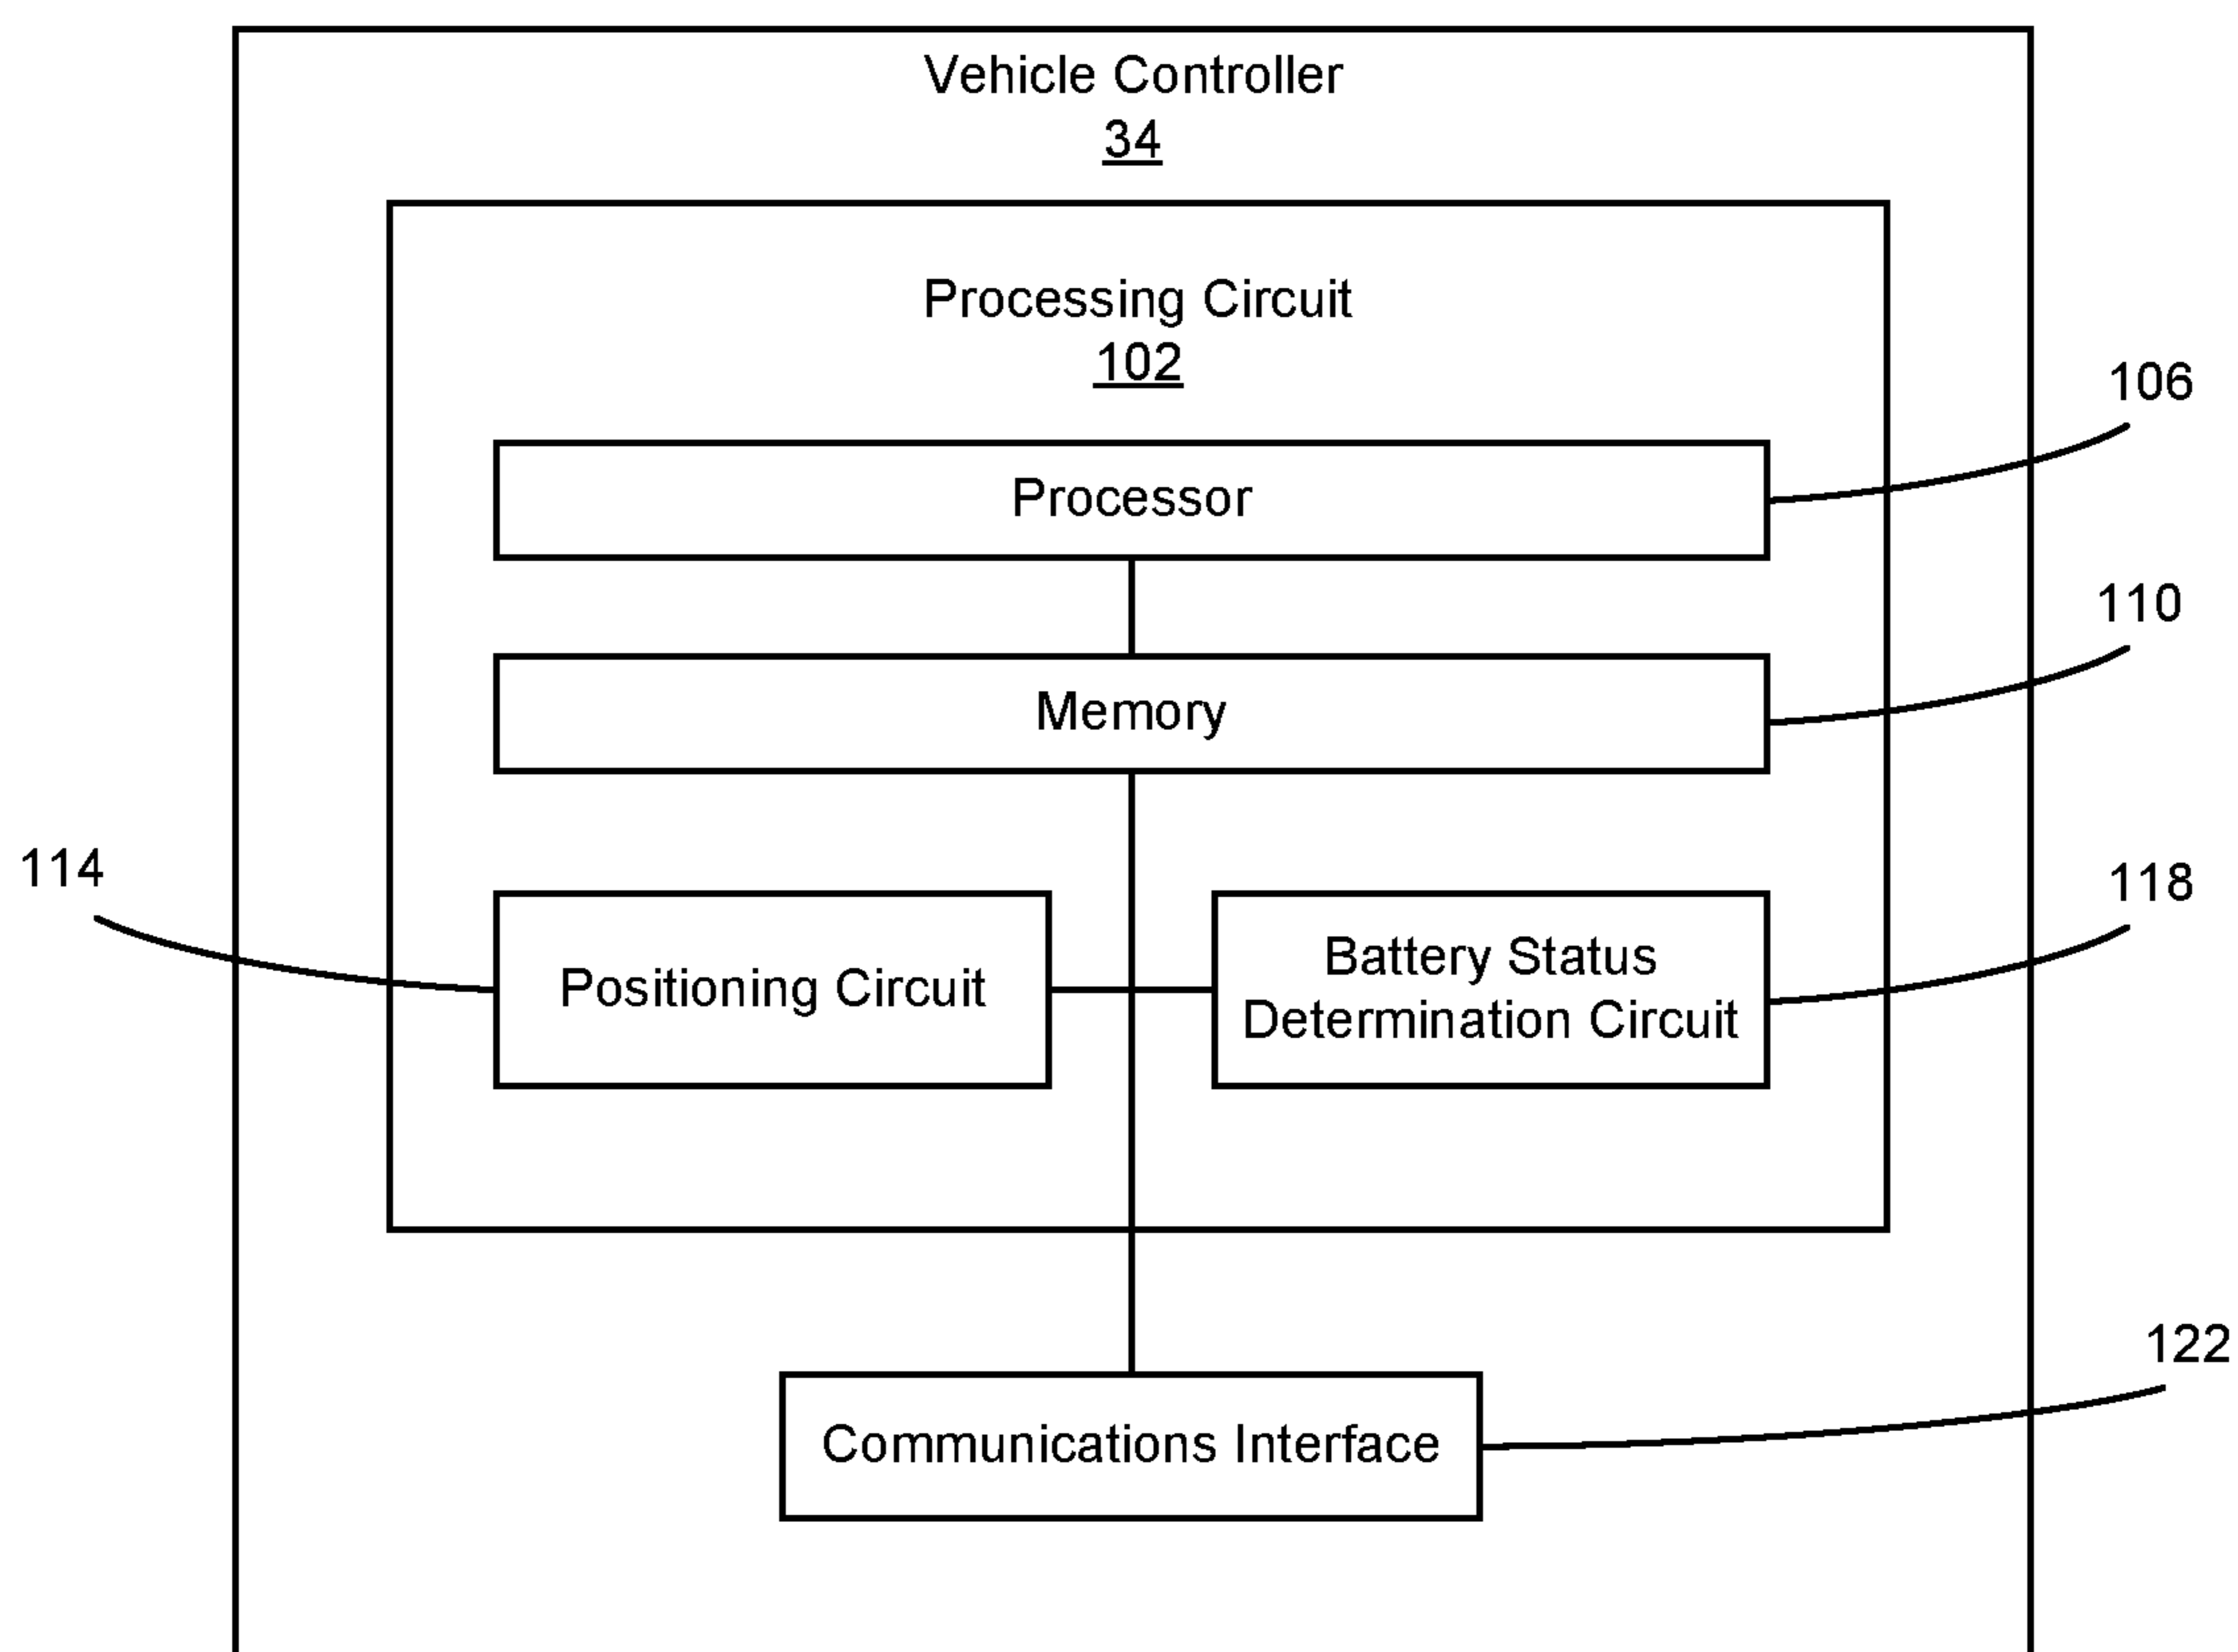 Vehicle Controller
34
Processing Circuit
102
106
Processor
110
Memory
114
118
Positioning Circuit
Battery Status
Determination Circuit
122
Communications Interface